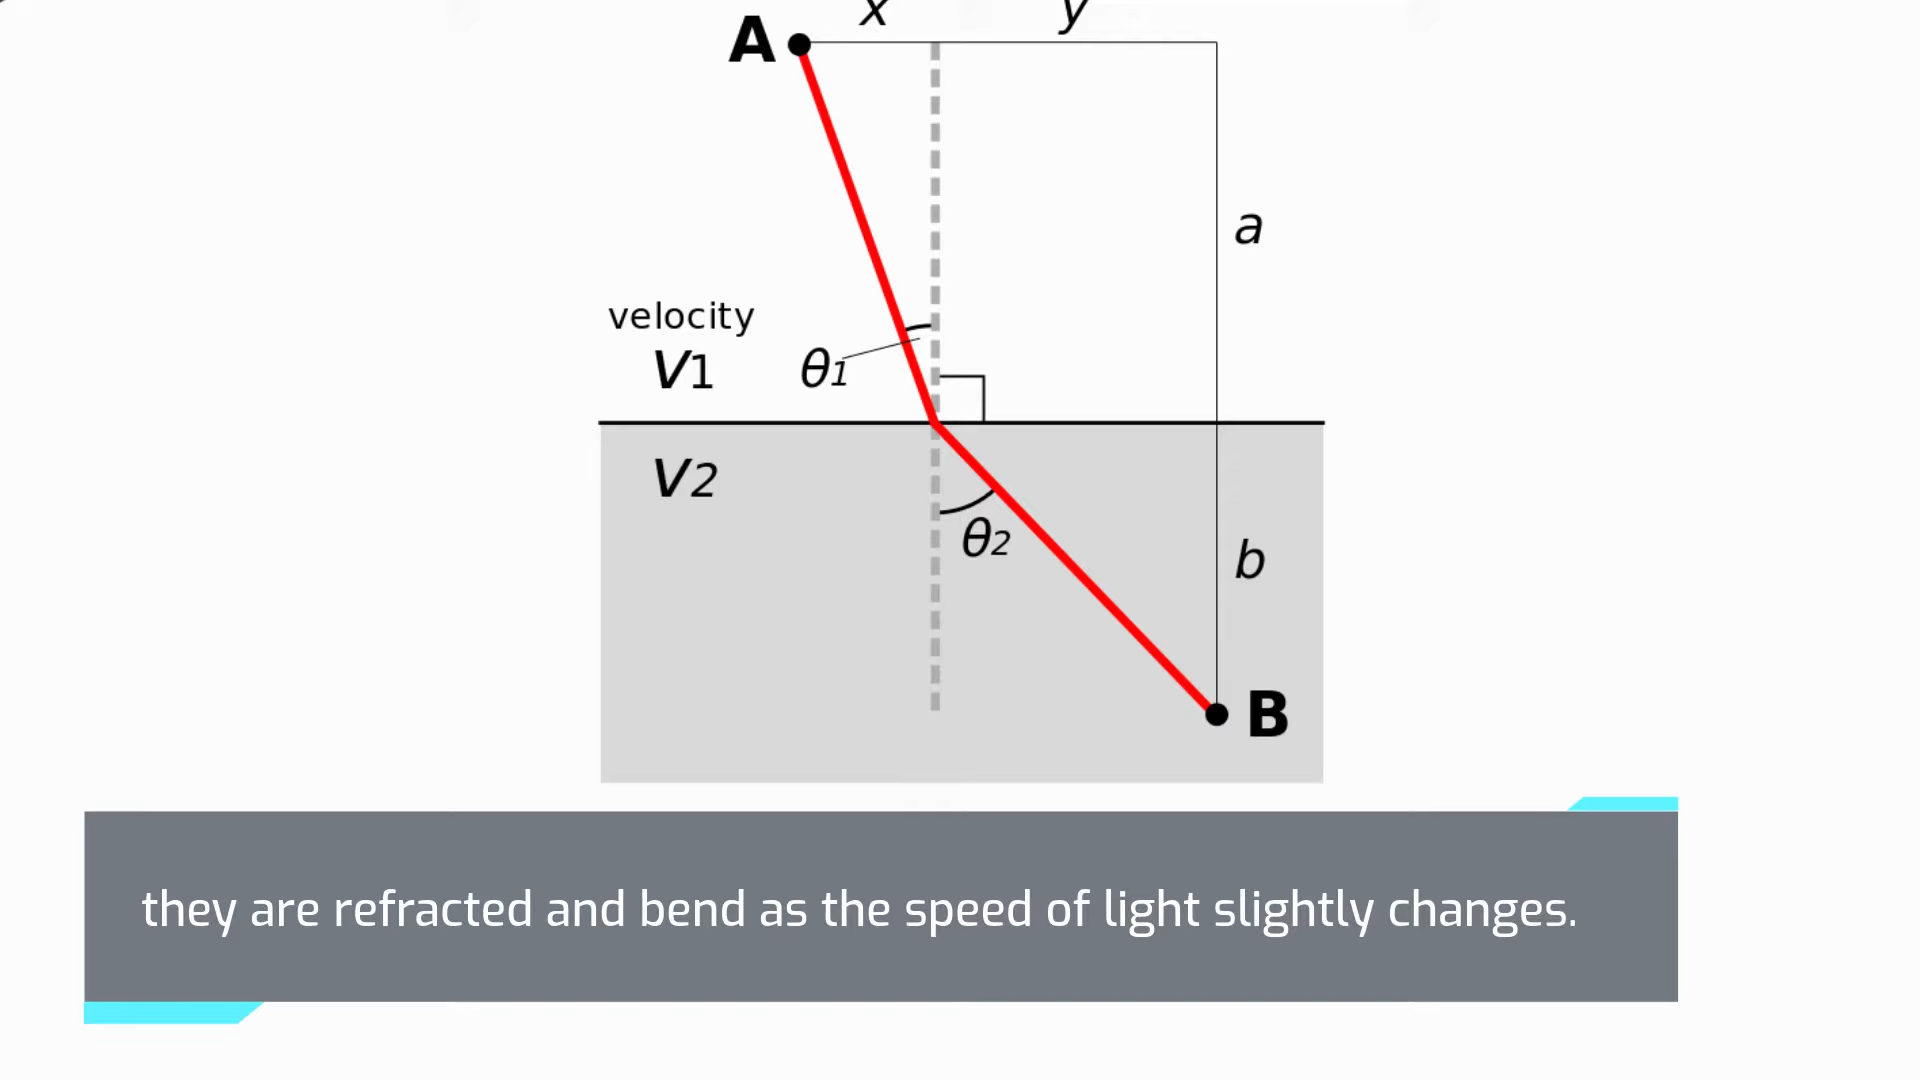 x y
A
a
velocity
v1 θ1
v2
θ2
b
B
they are refracted and bend as the speed of light slightly changes.